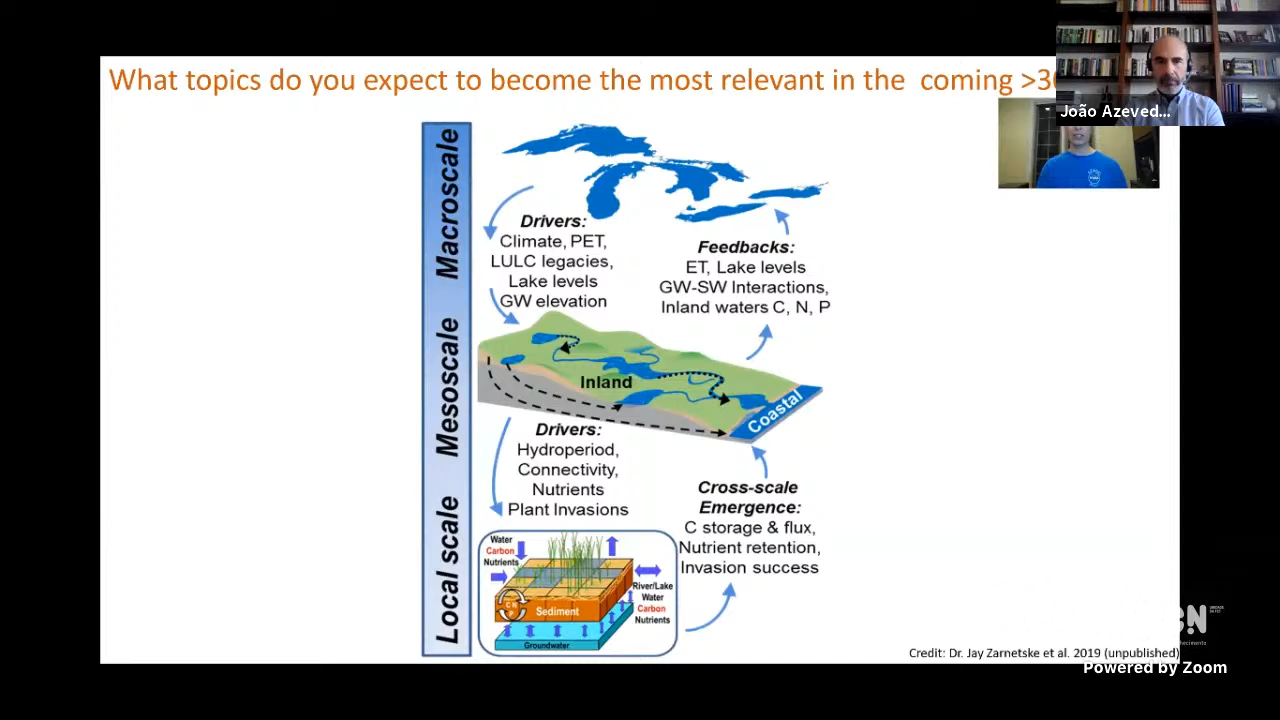 What topics do you expect to become the most relevant in the coming >30
João Azeved...
Macroscale
Mesoscale
Local scale
Drivers:
Climate, PET,
LULC legacies,
Lake levels
GW elevation
Feedbacks:
ET, Lake levels
GW-SW Interactions,
Inland waters C, N, P
Inland
Coastal
Drivers:
Hydroperiod,
Connectivity,
Nutrients
Plant Invasions
Cross-scale
Emergence:
C storage & flux,
Nutrient retention,
Invasion success
Water
Carbon
Nutrients
C N
P
Sediment
Groundwater
River/Lake
Water
Carbon
Nutrients
Credit: Dr. Jay Zarnetske et al. 2019 (unpublished)
Powered by Zoom